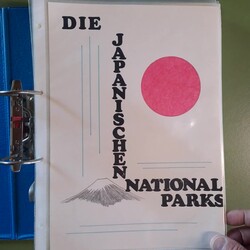 DIE
JAPANISCHEN
NATIONAL
PARKS